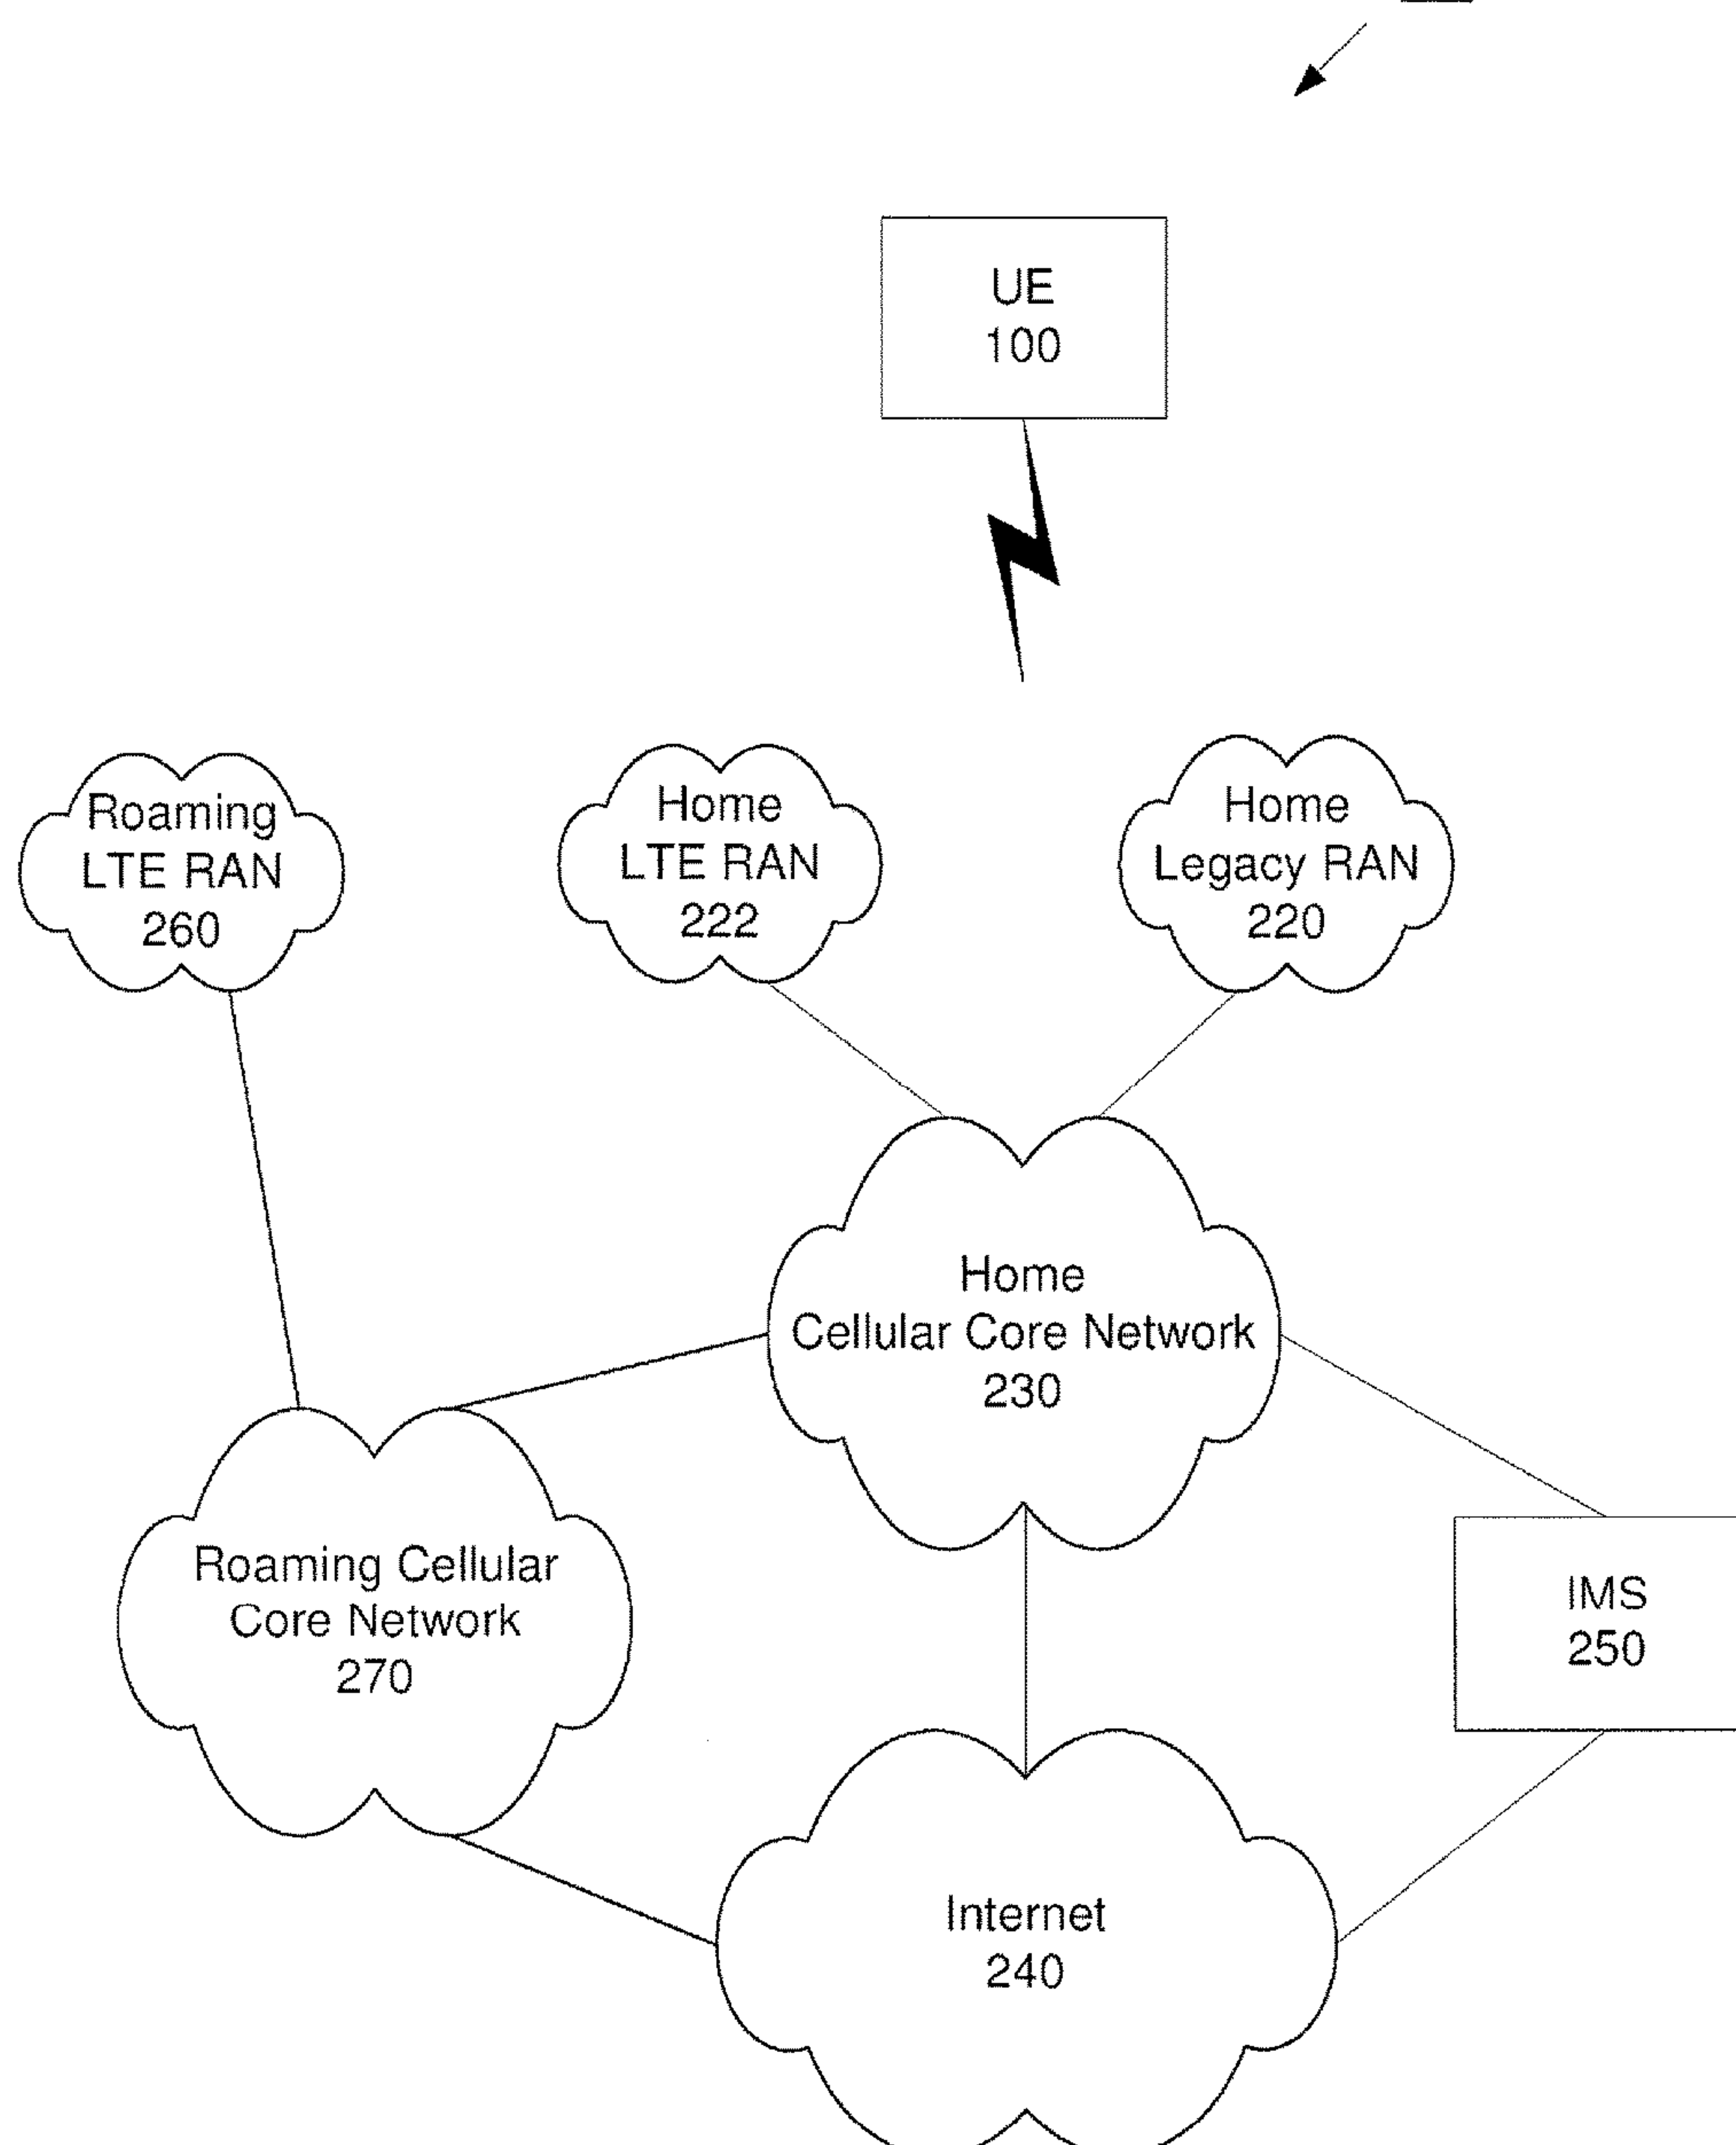 UE
100
Roaming
LTE RAN
260
Home
LTE RAN
222
Home
Legacy RAN
220
Home
Cellular Core Network
230
Roaming Cellular
Core Network
270
IMS
250
Internet
240